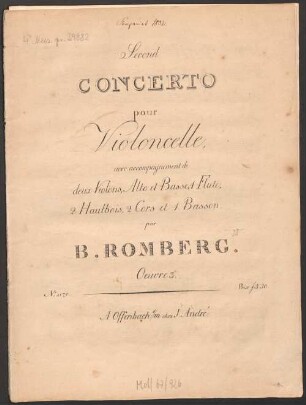 Second
CONCERTO
pour
Violoncelle,
avec accompagnement de
deux Violons, Alto et Basse, 1 Flute,
2 Hautbois, 2 Cors et 1 Basson
par
B. ROMBERG.
Oeuvre 3.
A Offenbach s/m chez J. André